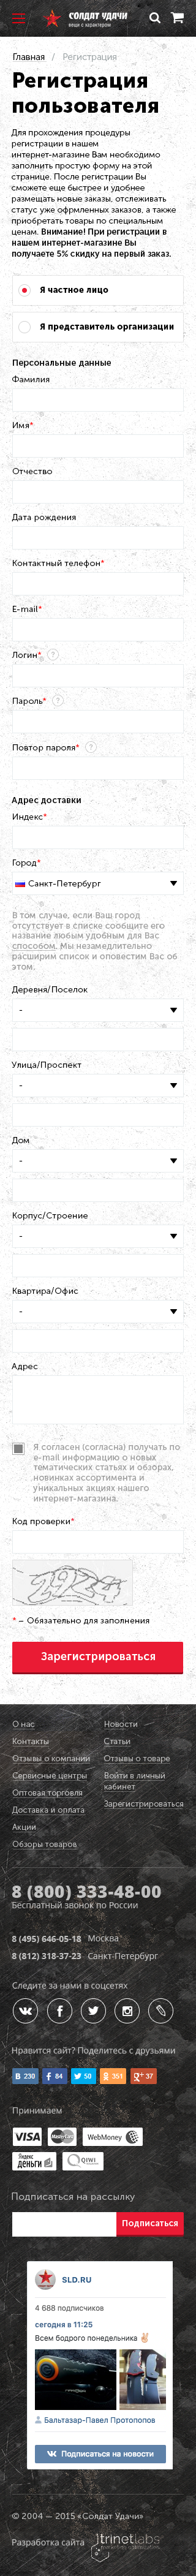 СОЛДАТ УДАЧИ
вещи с характером
Главная / Регистрация
Регистрация
пользователя
Для прохождения процедуры
регистрации в нашем
интернет-магазине Вам необходимо
заполнить простую форму на этой
странице. После регистрации Вы
сможете еще быстрее и удобнее
размещать новые заказы, отслеживать
статус уже офрмленных заказов, а также
приобретать товары по специальным
ценам. Внимание! При регистрации в
нашем интернет-магазине Вы
получаете 5% скидку на первый заказ.
Я частное лицо
Я представитель организации
Персональные данные
Фамилия
Имя*
Отчество
Дата рождения
Контактный телефон*
E-mail*
Логин* ?
Пароль* ?
Повтор пароля* ?
Адрес доставки
Индекс*
Город*
Санкт-Петербург
В том случае, если Ваш город
отсутствует в списке сообщите его
название любым удобным для Вас
способом. Мы незамедлительно
расширим список и оповестим Вас об
этом.
Деревня/Поселок
-
Улица/Проспект
-
Дом
-
Корпус/Строение
-
Квартира/Офис
-
Адрес
Я согласен (согласна) получать по
e-mail информацию о новых
тематических статьях и обзорах,
новинках ассортимента и
уникальных акциях нашего
интернет-магазина.
Код проверки*
* – Обязательно для заполнения
Зарегистрироваться
О нас
Контакты
Отзывы о компании
Сервисные центры
Оптовая торговля
Доставка и оплата
Акции
Обзоры товаров
Новости
Статьи
Отзывы о товаре
Войти в личный
кабинет
Зарегистрироваться
8 (800) 333-48-00
Бесплатный звонок по России
8 (495) 646-05-18 Москва
8 (812) 318-37-23 Санкт-Петербург
Следите за нами в соцсетях
Нравится сайт? Поделитесь с друзьями
B 230 f 84 50 351 g+ 37
Принимаем
VISA MasterCard WebMoney
Яндекс деньги QIWI
Подписаться на рассылку
Подписаться
SLD.RU
4 688 подписчиков
сегодня в 11:25
Всем бодрого понедельника
Бальтазар-Павел Протопопов
Подписаться на новости
© 2004 — 2015 «Солдат Удачи»
Разработка сайта trinetlabs